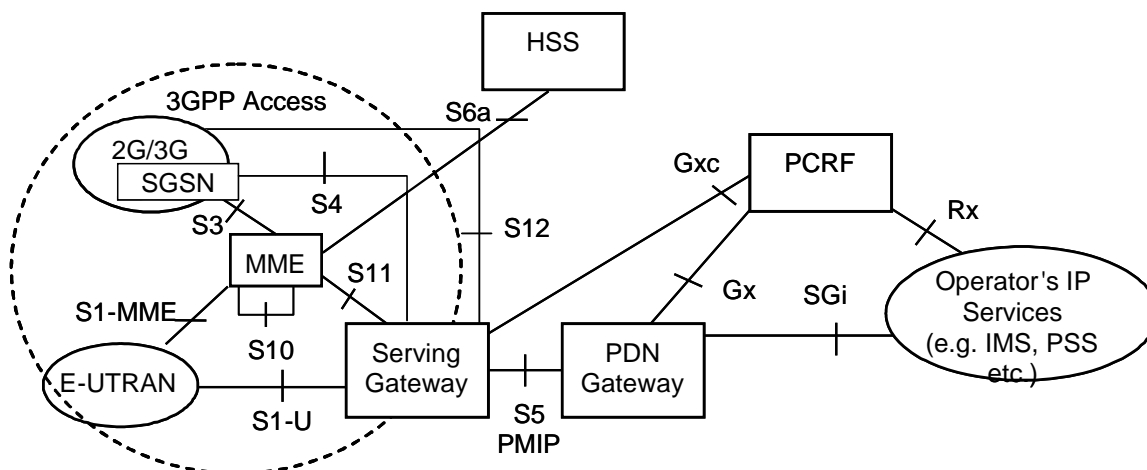 HSS
3GPP Access
S6a
2G/3G
SGSN
S4
S3
Gxc
PCRF
Rx
S12
MME
S11
Gx
SGi
Operator's IP
Services
(e.g. IMS, PSS
etc.)
S1-MME
S10
Serving
Gateway
PDN
Gateway
E-UTRAN
S1-U
S5
PMIP